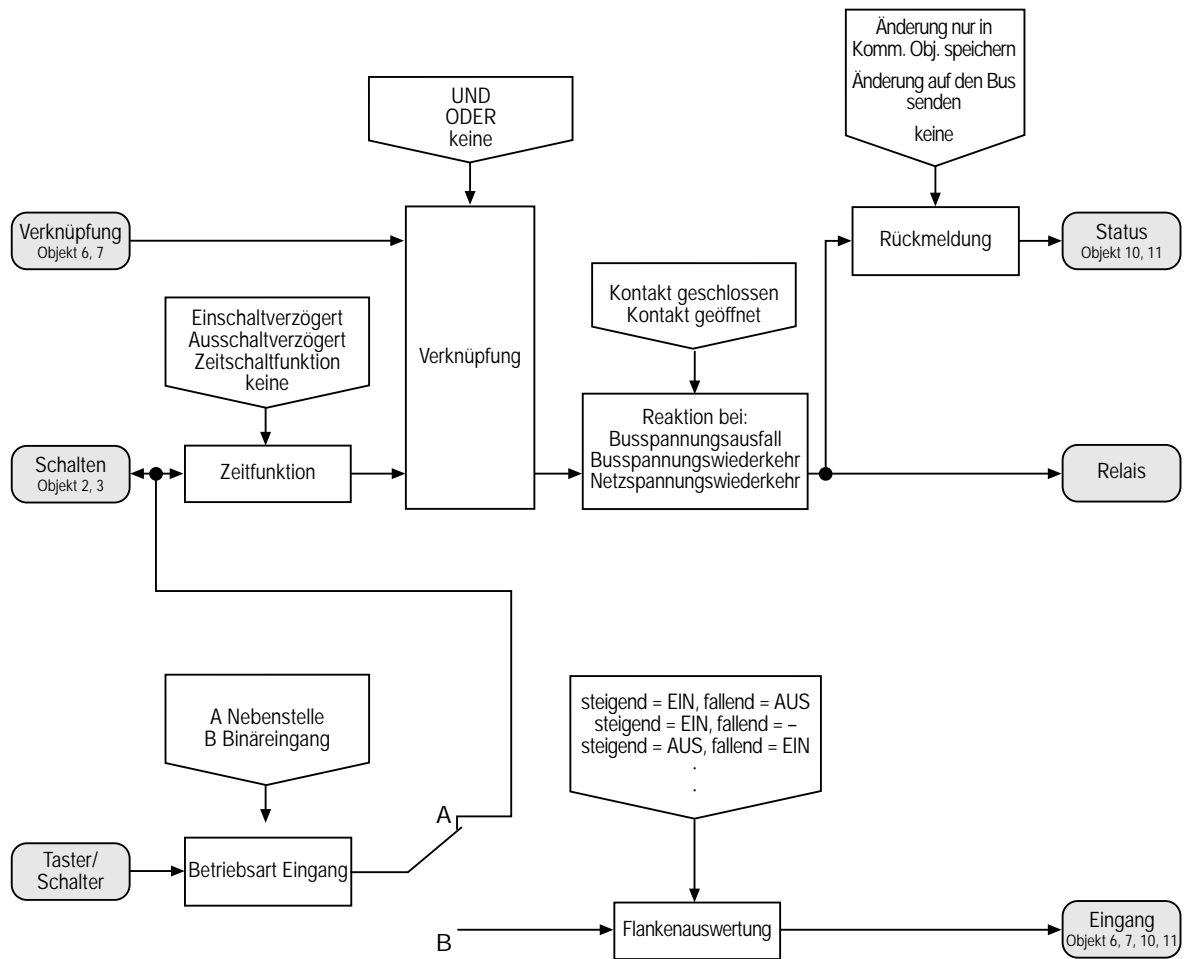 Änderung nur in
Komm. Obj. speichern
Änderung auf den Bus
senden
keine
UND
ODER
keine
Verknüpfung
Objekt 6, 7
Rückmeldung
Status
Objekt 10, 11
Kontakt geschlossen
Kontakt geöffnet
Einschaltverzögert
Ausschaltverzögert
Zeitschaltfunktion
keine
Verknüpfung
Reaktion bei:
Busspannungsausfall
Busspannungswiederkehr
Netzspannungswiederkehr
Schalten
Objekt 2, 3
Zeitfunktion
Relais
A Nebenstelle
B Binäreingang
steigend = EIN, fallend = AUS
steigend = EIN, fallend = –
steigend = AUS, fallend = EIN
.
.
A
Taster/
Schalter
Betriebsart Eingang
B
Flankenauswertung
Eingang
Objekt 6, 7, 10, 11